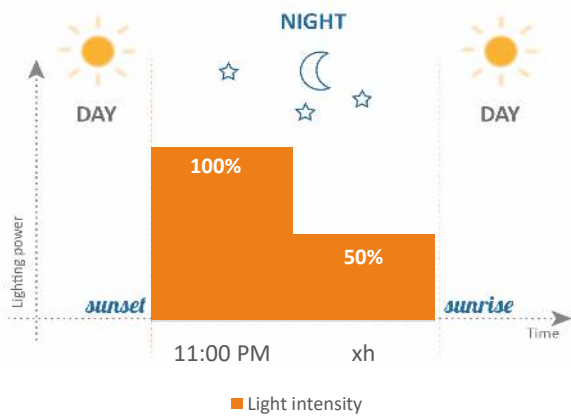 NIGHT
DAY
DAY
100%
50%
Lighting power
sunset
sunrise
Time
11:00 PM
xh
Light intensity